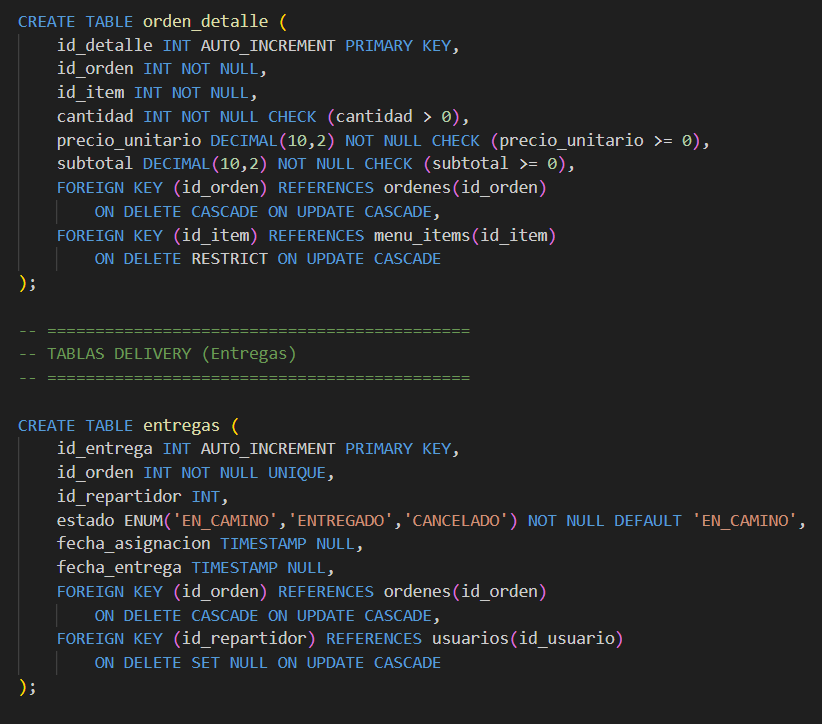 CREATE TABLE orden_detalle (
    id_detalle INT AUTO_INCREMENT PRIMARY KEY,
    id_orden INT NOT NULL,
    id_item INT NOT NULL,
    cantidad INT NOT NULL CHECK (cantidad > 0),
    precio_unitario DECIMAL(10,2) NOT NULL CHECK (precio_unitario >= 0),
    subtotal DECIMAL(10,2) NOT NULL CHECK (subtotal >= 0),
    FOREIGN KEY (id_orden) REFERENCES ordenes(id_orden)
        ON DELETE CASCADE ON UPDATE CASCADE,
    FOREIGN KEY (id_item) REFERENCES menu_items(id_item)
        ON DELETE RESTRICT ON UPDATE CASCADE
);
-- ============================================
-- TABLAS DELIVERY (Entregas)
-- ============================================
CREATE TABLE entregas (
    id_entrega INT AUTO_INCREMENT PRIMARY KEY,
    id_orden INT NOT NULL UNIQUE,
    id_repartidor INT,
    estado ENUM('EN_CAMINO','ENTREGADO','CANCELADO') NOT NULL DEFAULT 'EN_CAMINO',
    fecha_asignacion TIMESTAMP NULL,
    fecha_entrega TIMESTAMP NULL,
    FOREIGN KEY (id_orden) REFERENCES ordenes(id_orden)
        ON DELETE CASCADE ON UPDATE CASCADE,
    FOREIGN KEY (id_repartidor) REFERENCES usuarios(id_usuario)
        ON DELETE SET NULL ON UPDATE CASCADE
);